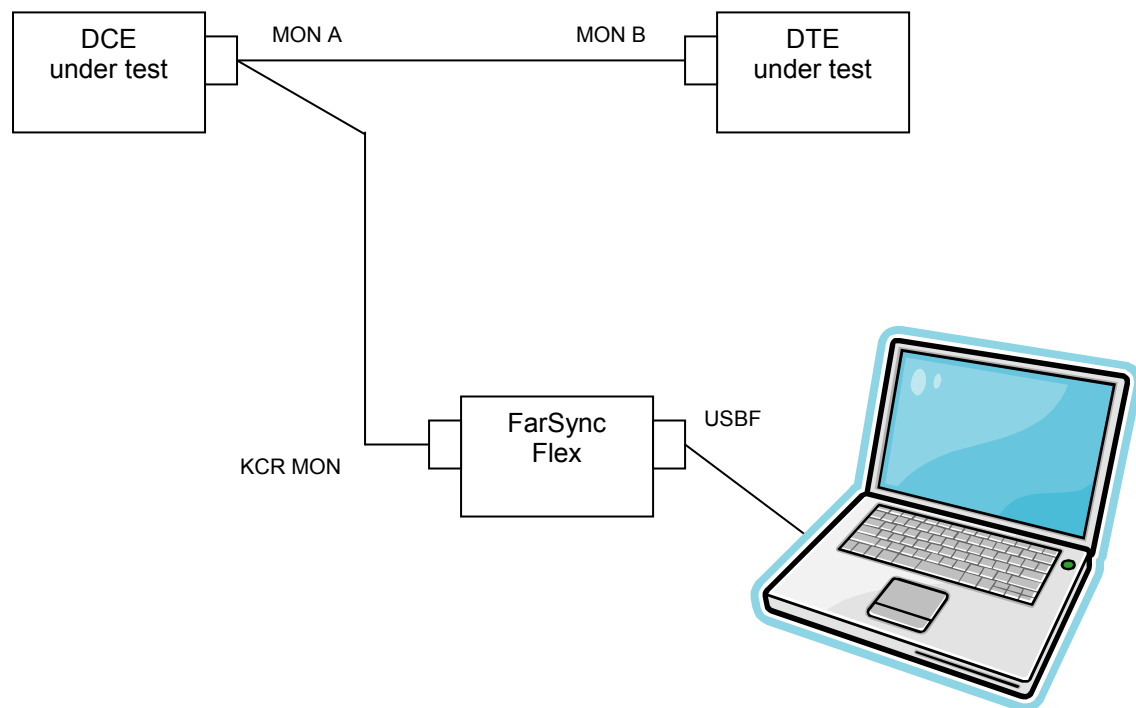 DCE
under test
MON A
MON B
DTE
under test
FarSync
Flex
USBF
KCR MON